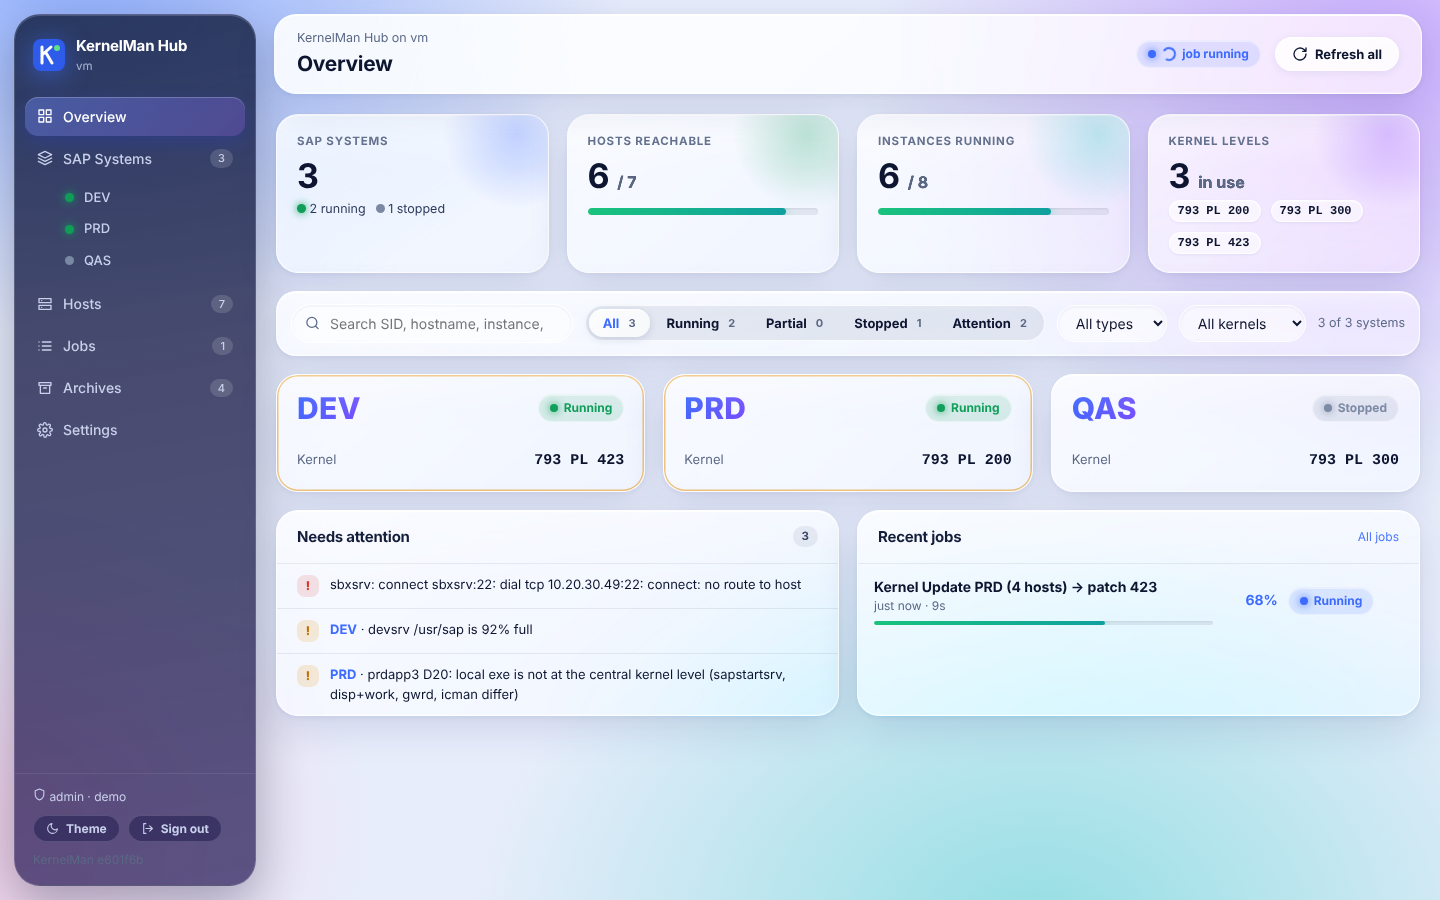 KernelMan Hub
vm
Overview
SAP Systems 3
DEV
PRD
QAS
Hosts 7
Jobs 1
Archives 4
Settings
admin · demo
Theme Sign out
KernelMan e801f6b
KernelMan Hub on vm
Overview
job running Refresh all
SAP SYSTEMS
3
2 running 1 stopped
HOSTS REACHABLE
6 / 7
INSTANCES RUNNING
6 / 8
KERNEL LEVELS
3 in use
793 PL 200 793 PL 300
793 PL 423
Search SID, hostname, instance, All 3 Running 2 Partial 0 Stopped 1 Attention 2 All types All kernels 3 of 3 systems
DEV Running
Kernel 793 PL 423
PRD Running
Kernel 793 PL 200
QAS Stopped
Kernel 793 PL 300
Needs attention 3
! sbxsrv: connect sbxsrv:22: dial tcp 10.20.30.49:22: connect: no route to host
! DEV · devsrv /usr/sap is 92% full
! PRD · prdapp3 D20: local exe is not at the central kernel level (sapstartsrv,
disp+work, gwrd, icman differ)
Recent jobs All jobs
Kernel Update PRD (4 hosts) → patch 423
just now · 9s
68% Running